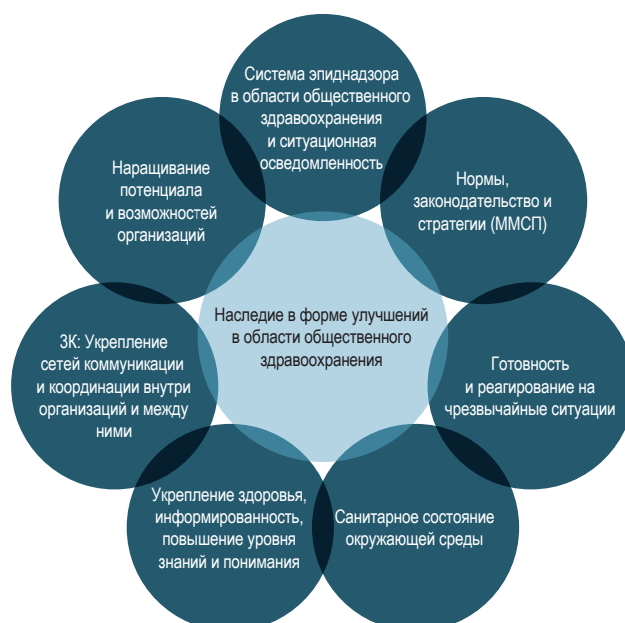 Система эпиднадзора
в области общественного
здравоохранения
и ситуационная
осведомленность
Нормы,
законодательство и
стратегии (ММСП)
Готовность
и реагирование на
чрезвычайные ситуации
Санитарное состояние
окружающей среды
Укрепление здоровья,
информированность,
повышение уровня
знаний и понимания
3К: Укрепление
сетей коммуникации
и координации внутри
организаций и между
ними
Наращивание
потенциала
и возможностей
организаций
Наследие в форме улучшений
в области общественного
здравоохранения